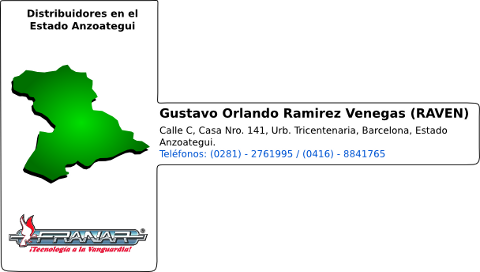 Distribuidores en el
Estado Anzoategui
Gustavo Orlando Ramirez Venegas (RAVEN)
Calle C, Casa Nro. 141, Urb. Tricentenaria, Barcelona, Estado
Anzoategui.
Teléfonos: (0281) - 2761995 / (0416) - 8841765
FRANAR®
¡Tecnología a la Vanguardia!